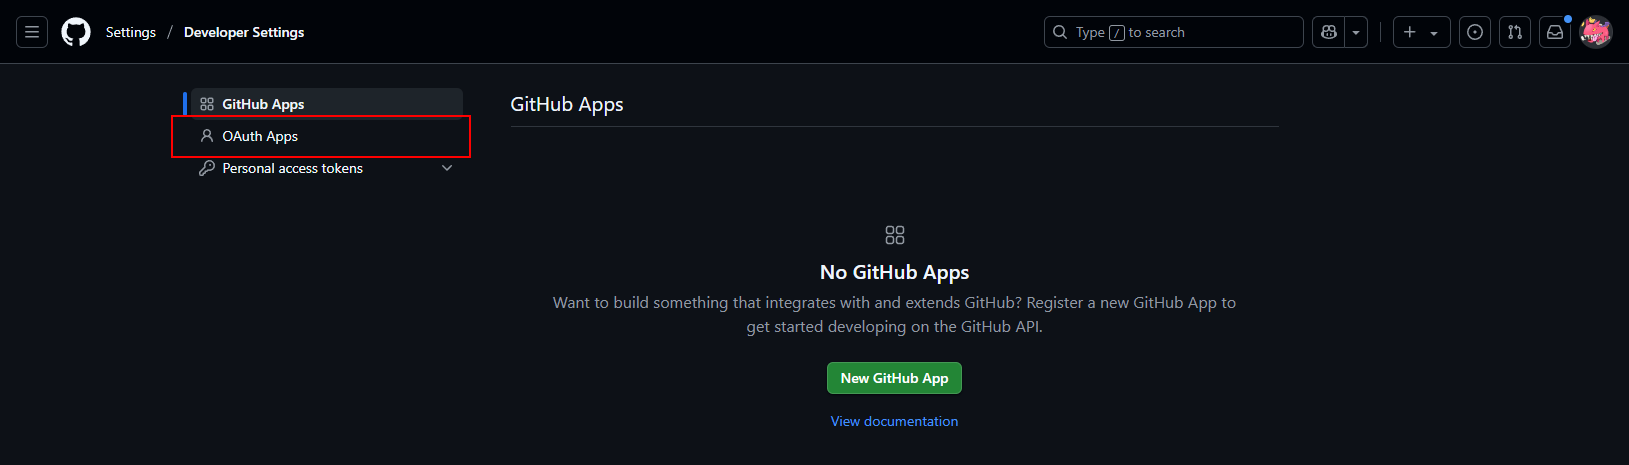 Settings / Developer Settings
Type / to search
GitHub Apps
OAuth Apps
Personal access tokens
GitHub Apps
No GitHub Apps
Want to build something that integrates with and extends GitHub? Register a new GitHub App to
get started developing on the GitHub API.
New GitHub App
View documentation